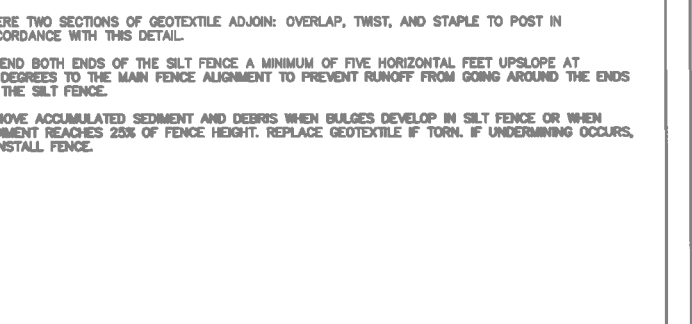 ERE TWO SECTIONS OF GEOTEXTILE ADJOIN: OVERLAP, TWIST, AND STAPLE TO POST IN
CORDANCE WITH THIS DETAIL.
END BOTH ENDS OF THE SILT FENCE A MINIMUM OF FIVE HORIZONTAL FEET UPSLOPE AT
DEGREES TO THE MAIN FENCE ALIGNMENT TO PREVENT RUNOFF FROM GOING AROUND THE ENDS
THE SILT FENCE.
MOVE ACCUMULATED SEDIMENT AND DEBRIS WHEN BULGES DEVELOP IN SILT FENCE OR WHEN
DIMENT REACHES 25% OF FENCE HEIGHT. REPLACE GEOTEXTILE IF TORN. IF UNDERMINING OCCURS,
INSTALL FENCE.